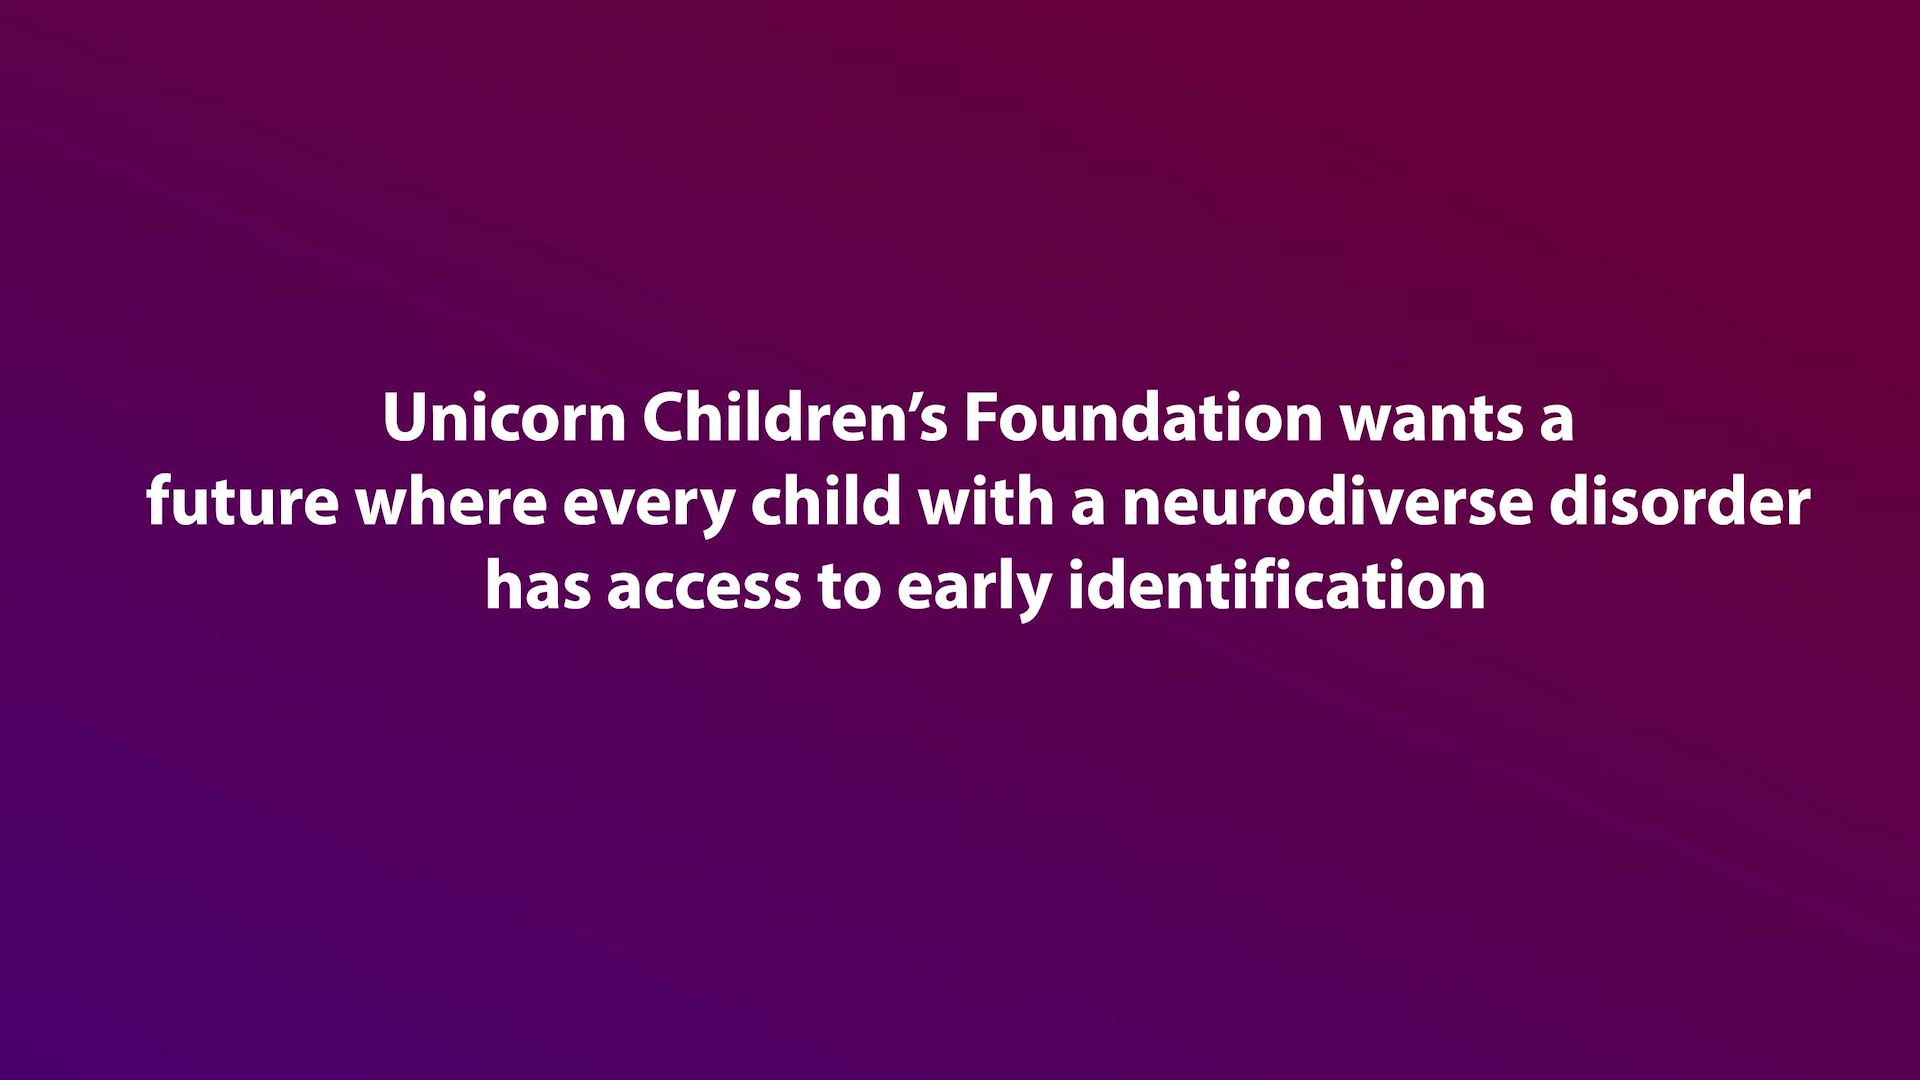 Unicorn Children’s Foundation wants a
future where every child with a neurodiverse disorder
has access to early identification